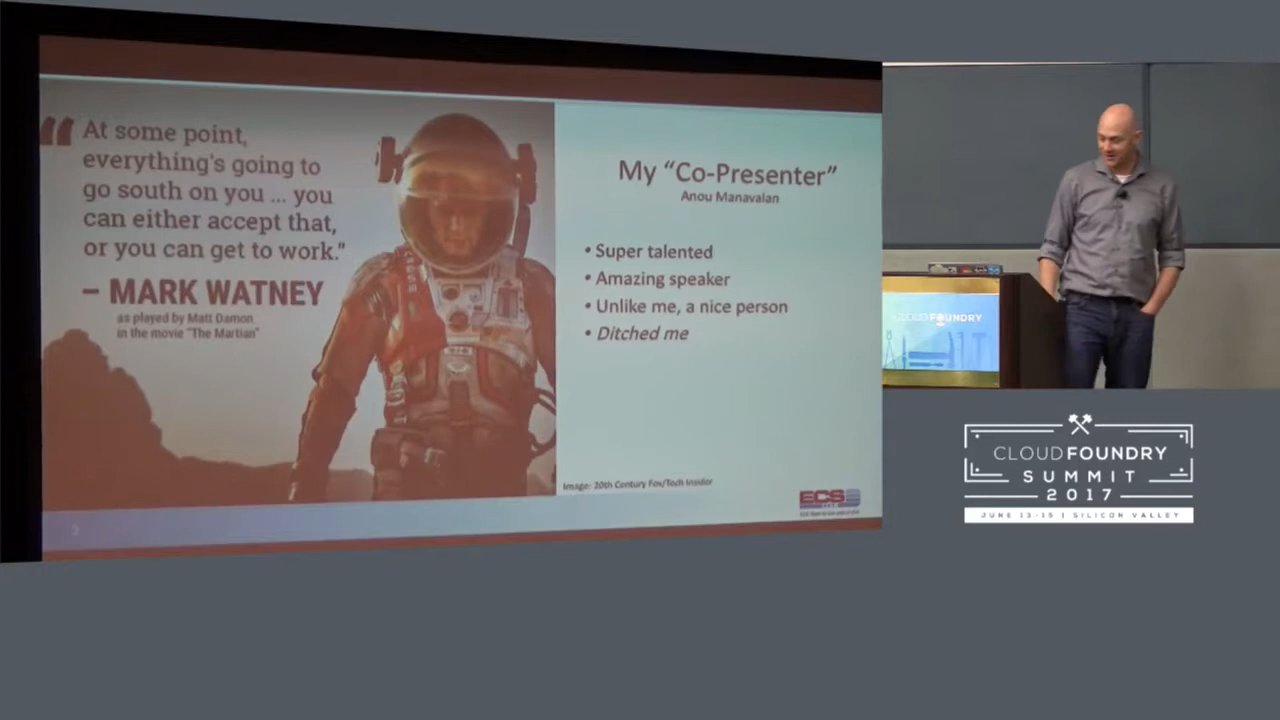 “ At some point,
everything's going to
go south on you ... you
can either accept that,
or you can get to work."
– MARK WATNEY
as played by Matt Damon
in the movie "The Martian"
My “Co-Presenter”
Anou Manavalan
• Super talented
• Amazing speaker
• Unlike me, a nice person
• Ditched me
Image: 20th Century Fox/Tech Insider
ECS
2
CLOUD FOUNDRY
CLOUDFOUNDRY
SUMMIT
2017
JUNE 13-15 | SILICON VALLEY